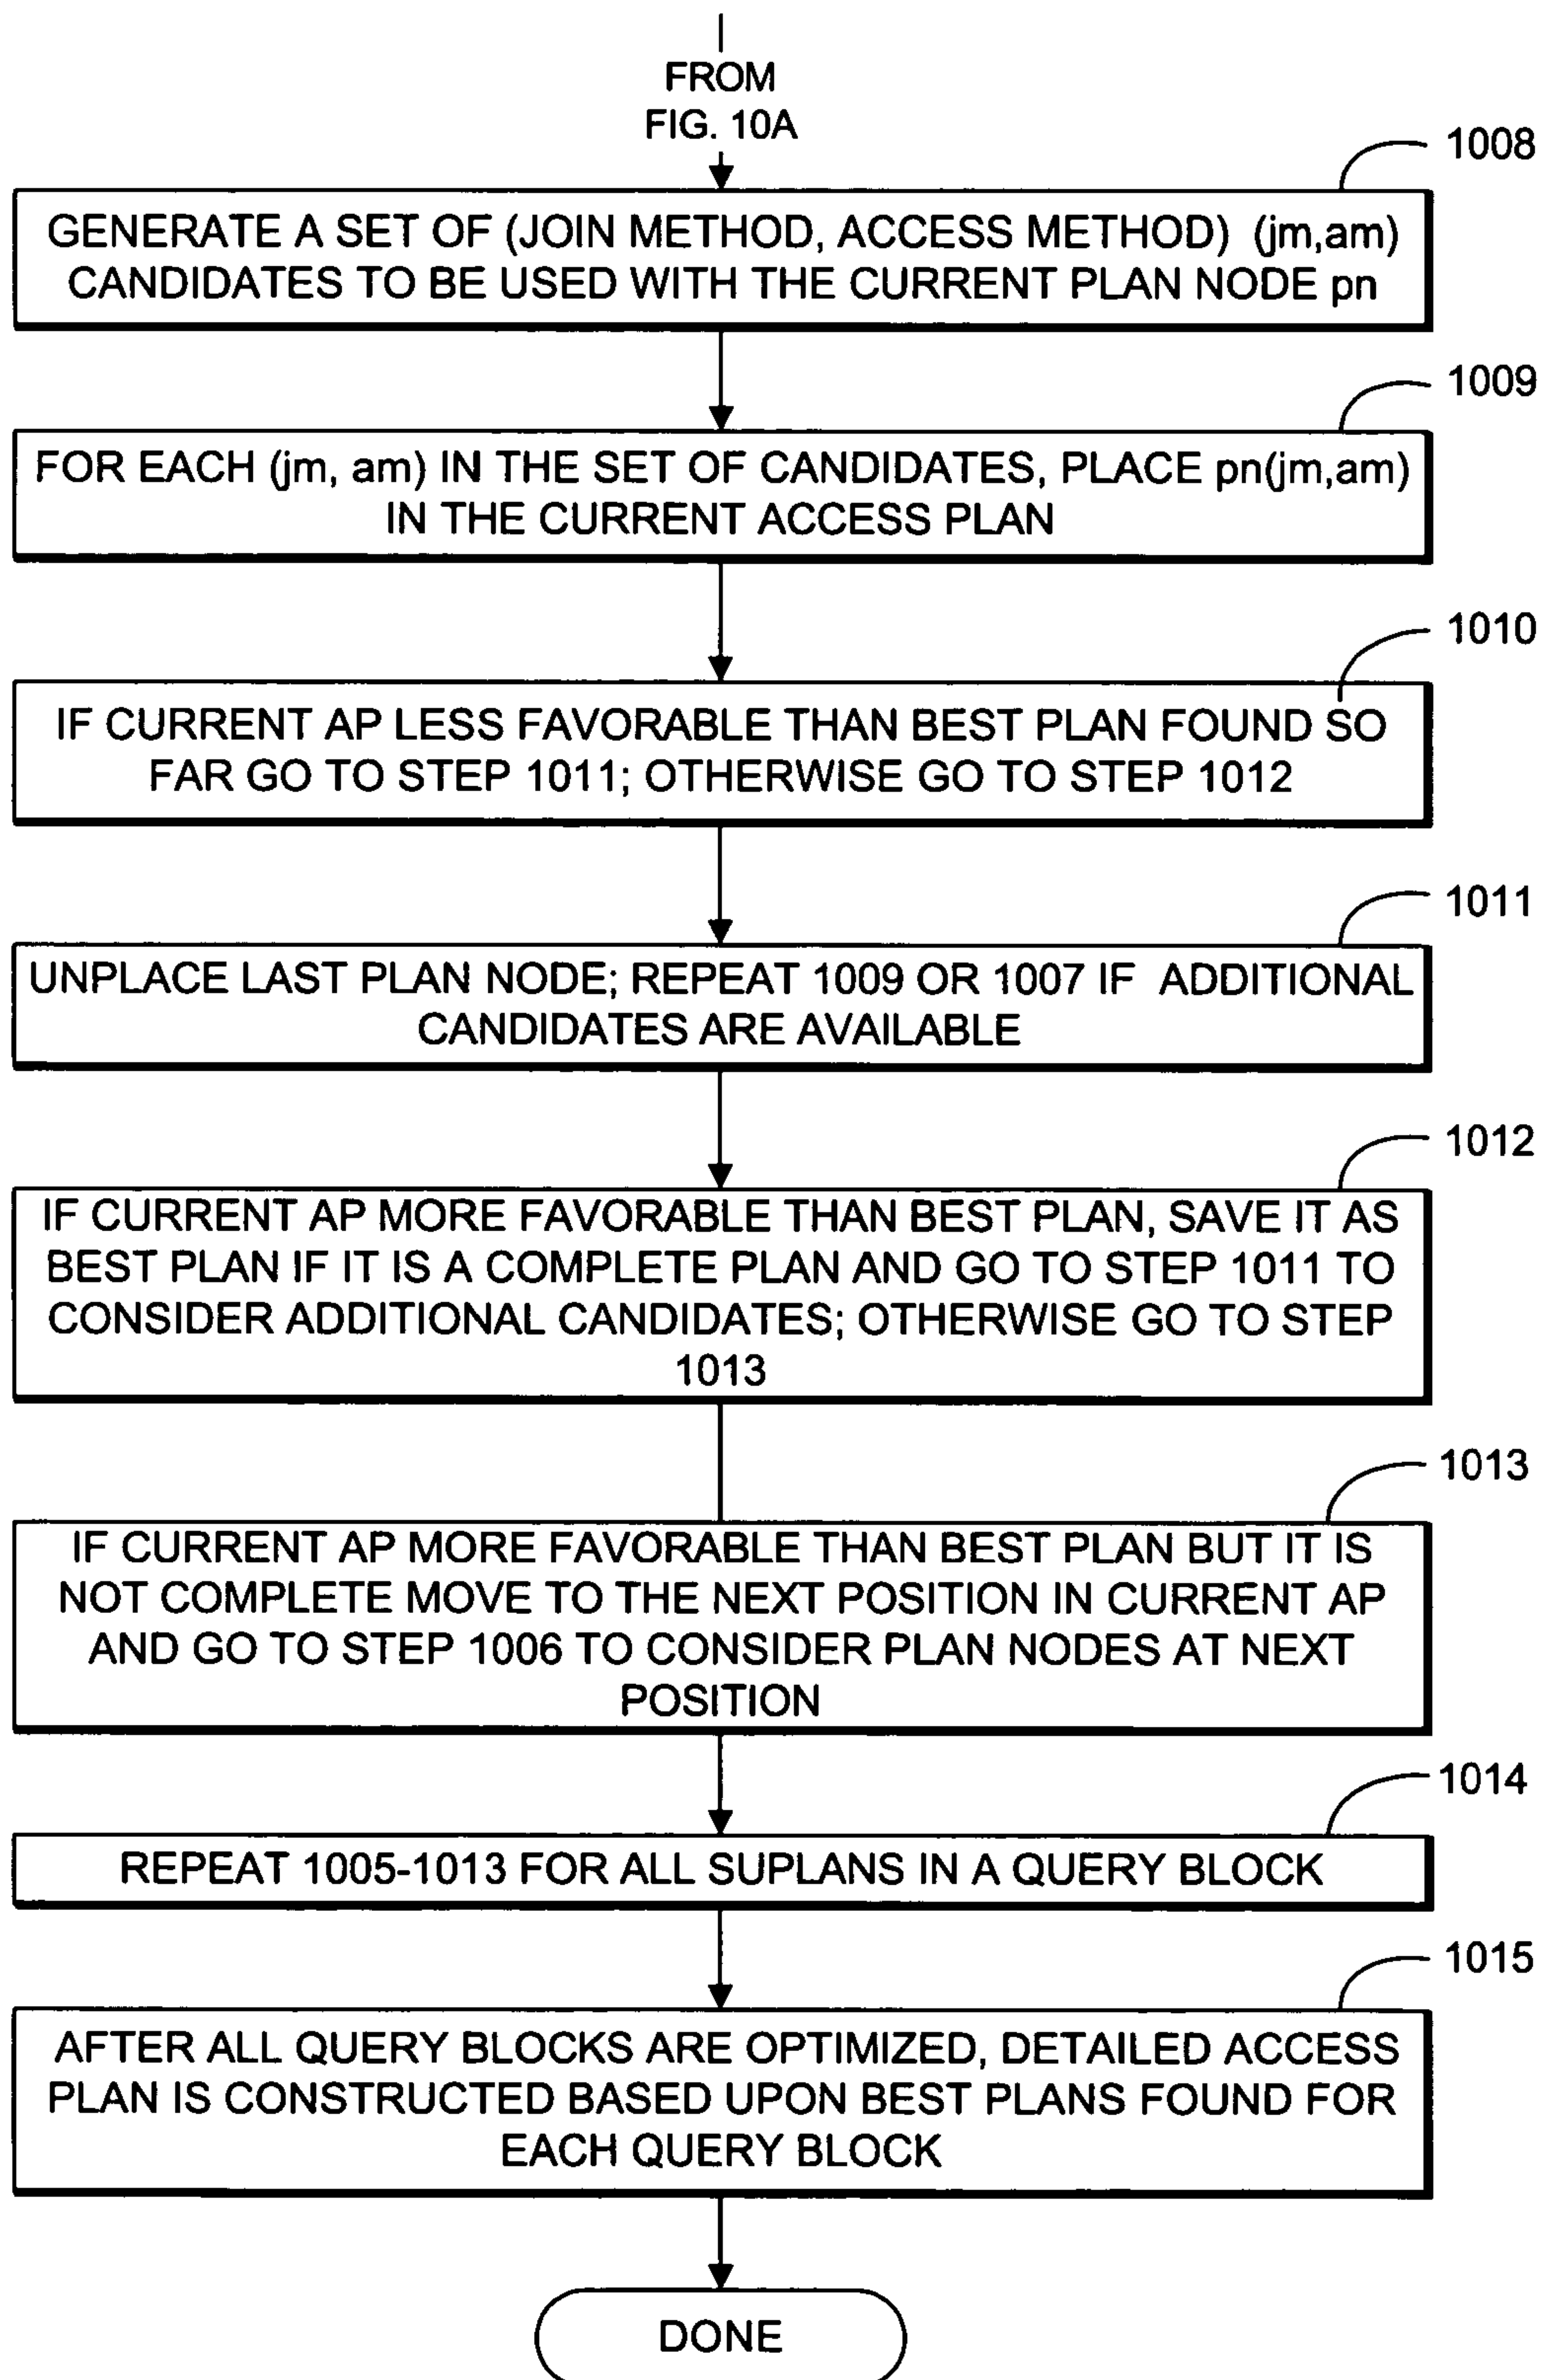 FROM
FIG. 10A
1008
GENERATE A SET OF (JOIN METHOD, ACCESS METHOD) (jm,am)
CANDIDATES TO BE USED WITH THE CURRENT PLAN NODE pn
1009
FOR EACH (jm, am) IN THE SET OF CANDIDATES, PLACE pn(jm,am)
IN THE CURRENT ACCESS PLAN
1010
IF CURRENT AP LESS FAVORABLE THAN BEST PLAN FOUND SO
FAR GO TO STEP 1011; OTHERWISE GO TO STEP 1012
1011
UNPLACE LAST PLAN NODE; REPEAT 1009 OR 1007 IF ADDITIONAL
CANDIDATES ARE AVAILABLE
1012
IF CURRENT AP MORE FAVORABLE THAN BEST PLAN, SAVE IT AS
BEST PLAN IF IT IS A COMPLETE PLAN AND GO TO STEP 1011 TO
CONSIDER ADDITIONAL CANDIDATES; OTHERWISE GO TO STEP
1013
1013
IF CURRENT AP MORE FAVORABLE THAN BEST PLAN BUT IT IS
NOT COMPLETE MOVE TO THE NEXT POSITION IN CURRENT AP
AND GO TO STEP 1006 TO CONSIDER PLAN NODES AT NEXT
POSITION
1014
REPEAT 1005-1013 FOR ALL SUPLANS IN A QUERY BLOCK
1015
AFTER ALL QUERY BLOCKS ARE OPTIMIZED, DETAILED ACCESS
PLAN IS CONSTRUCTED BASED UPON BEST PLANS FOUND FOR
EACH QUERY BLOCK
DONE